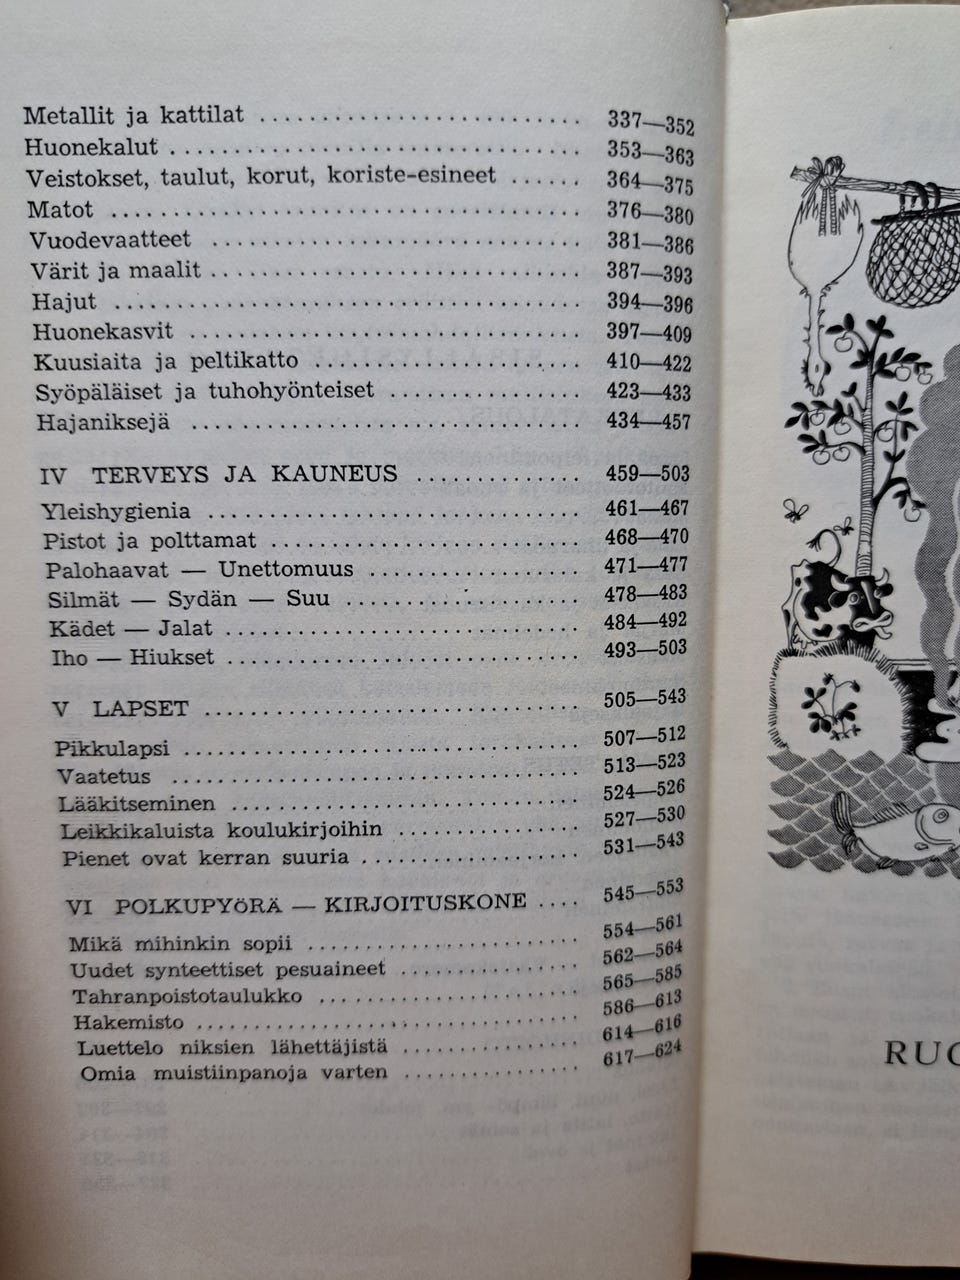 Metallit ja kattilat .......................... 337—352
Huonekalut ................................. 353—363
Veistokset, taulut, korut, koriste-esineet ...... 364—375
Matot ..................................... 376—380
Vuodevaatteet ............................. 381—386
Värit ja maalit ............................. 387—393
Hajut ..................................... 394—396
Huonekasvit ............................... 397—409
Kuusiaita ja peltikatto ..................... 410—422
Syöpäläiset ja tuhohyönteiset ............... 423—433
Hajaniksejä ............................... 434—457
IV TERVEYS JA KAUNEUS .............. 459—503
Yleishygienia .............................. 461—467
Pistot ja polttamat ......................... 468—470
Palohaavat — Unettomuus ................. 471—477
Silmät — Sydän — Suu ................... 478—483
Kädet — Jalat ............................. 484—492
Iho — Hiukset ............................. 493—503
V LAPSET ............................... 505—543
Pikkulapsi ................................ 507—512
Vaatetus ................................. 513—523
Lääkitseminen ............................ 524—526
Leikkikaluista koulukirjoihin ............... 527—530
Pienet ovat kerran suuria .................. 531—543
VI POLKUPYÖRÄ — KIRJOITUSKONE .... 545—553
Mikä mihinkin sopii ....................... 554—561
Uudet synteettiset pesuaineet ............... 562—564
Tahranpoistotaulukko ...................... 565—585
Hakemisto ................................ 586—613
Luettelo niksien lähettäjistä ............... 614—616
Omia muistiinpanoja varten ............... 617—624